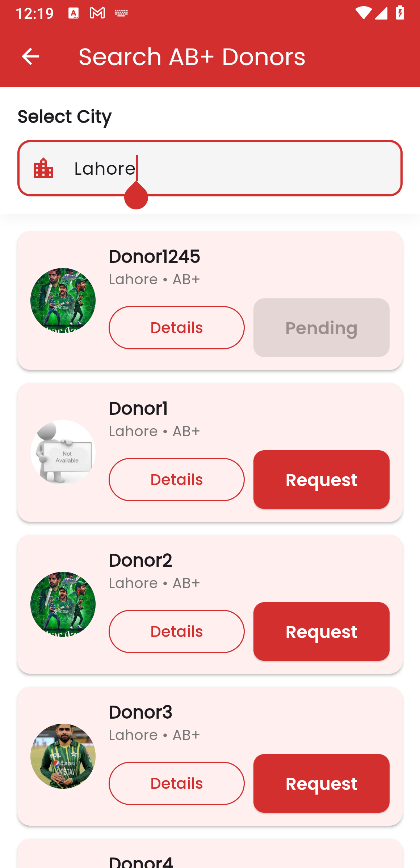 12:19
Search AB+ Donors
Select City
Lahore
Donor1245
Lahore • AB+
Details
Pending
Donor1
Lahore • AB+
Not
Available
Details
Request
Donor2
Lahore • AB+
Details
Request
Donor3
Lahore • AB+
Details
Request
Donor4